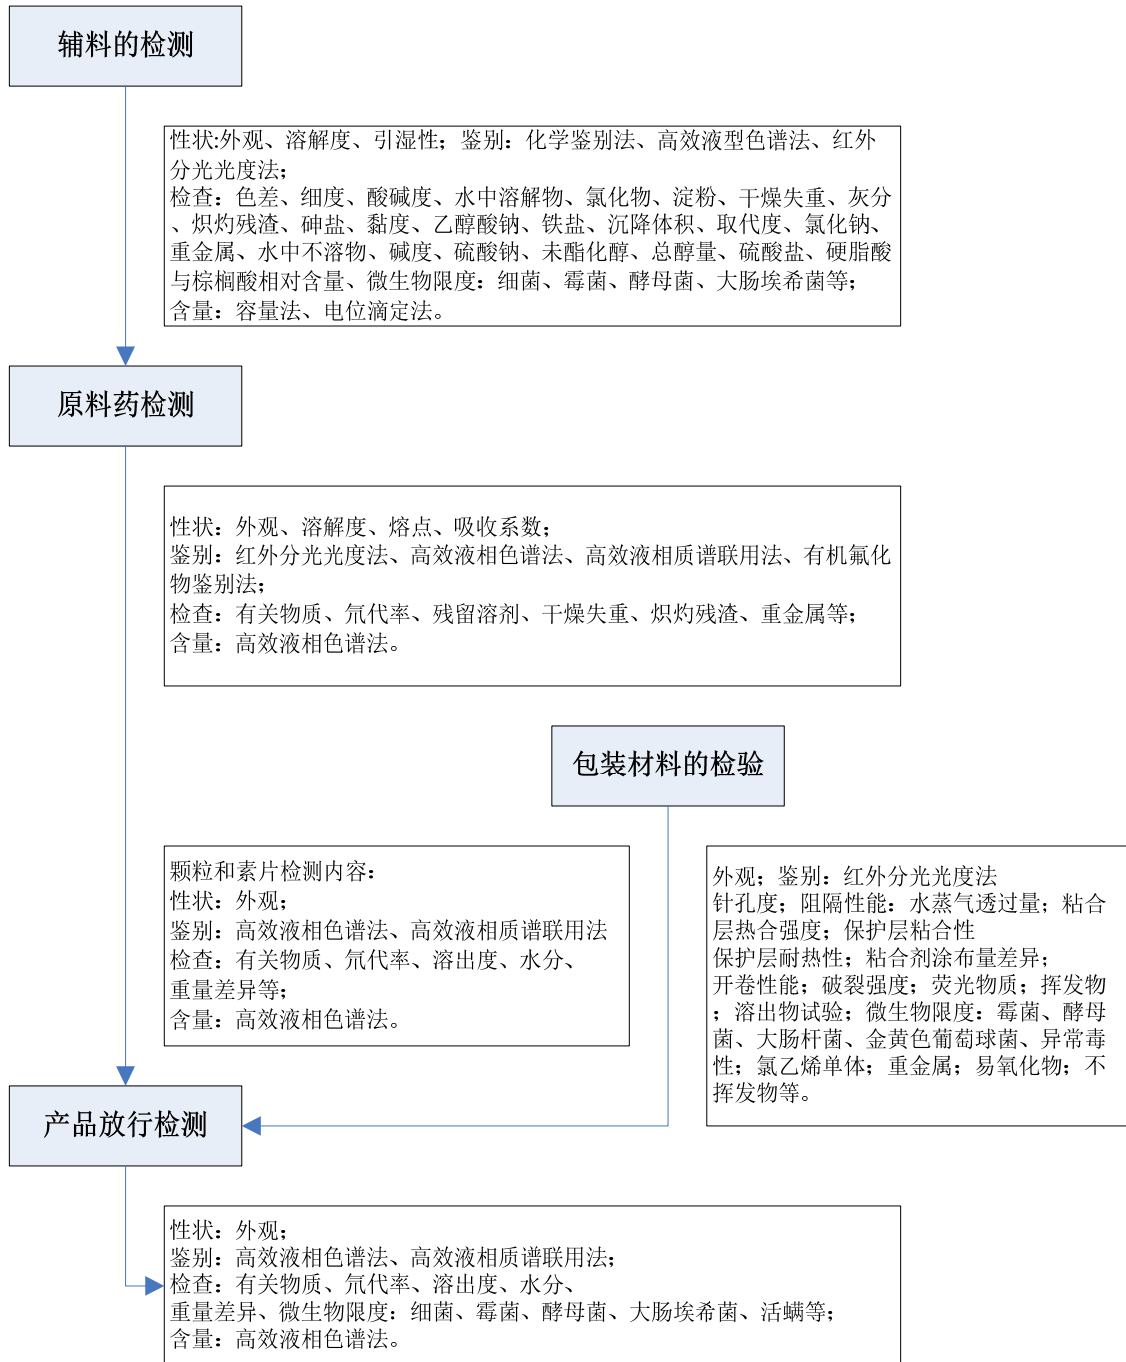 辅料的检测
性状:外观、溶解度、引湿性；鉴别：化学鉴别法、高效液型色谱法、红外
分光光度法；
检查：色差、细度、酸碱度、水中溶解物、氯化物、淀粉、干燥失重、灰分
、炽灼残渣、砷盐、黏度、乙醇酸钠、铁盐、沉降体积、取代度、氯化钠、
重金属、水中不溶物、碱度、硫酸钠、未酯化醇、总醇量、硫酸盐、硬脂酸
与棕榈酸相对含量、微生物限度：细菌、霉菌、酵母菌、大肠埃希菌等；
含量：容量法、电位滴定法。
原料药检测
性状：外观、溶解度、熔点、吸收系数；
鉴别：红外分光光度法、高效液相色谱法、高效液相质谱联用法、有机氟化
物鉴别法；
检查：有关物质、氘代率、残留溶剂、干燥失重、炽灼残渣、重金属等；
含量：高效液相色谱法。
包装材料的检验
颗粒和素片检测内容：
性状：外观；
鉴别：高效液相色谱法、高效液相质谱联用法
检查：有关物质、氘代率、溶出度、水分、
重量差异等；
含量：高效液相色谱法。
外观；鉴别：红外分光光度法
针孔度；阻隔性能：水蒸气透过量；粘合
层热合强度；保护层粘合性
保护层耐热性；粘合剂涂布量差异；
开卷性能；破裂强度；荧光物质；挥发物
；溶出物试验；微生物限度：霉菌、酵母
菌、大肠杆菌、金黄色葡萄球菌、异常毒
性；氯乙烯单体；重金属；易氧化物；不
挥发物等。
产品放行检测
性状：外观；
鉴别：高效液相色谱法、高效液相质谱联用法；
检查：有关物质、氘代率、溶出度、水分、
重量差异、微生物限度：细菌、霉菌、酵母菌、大肠埃希菌、活螨等；
含量：高效液相色谱法。